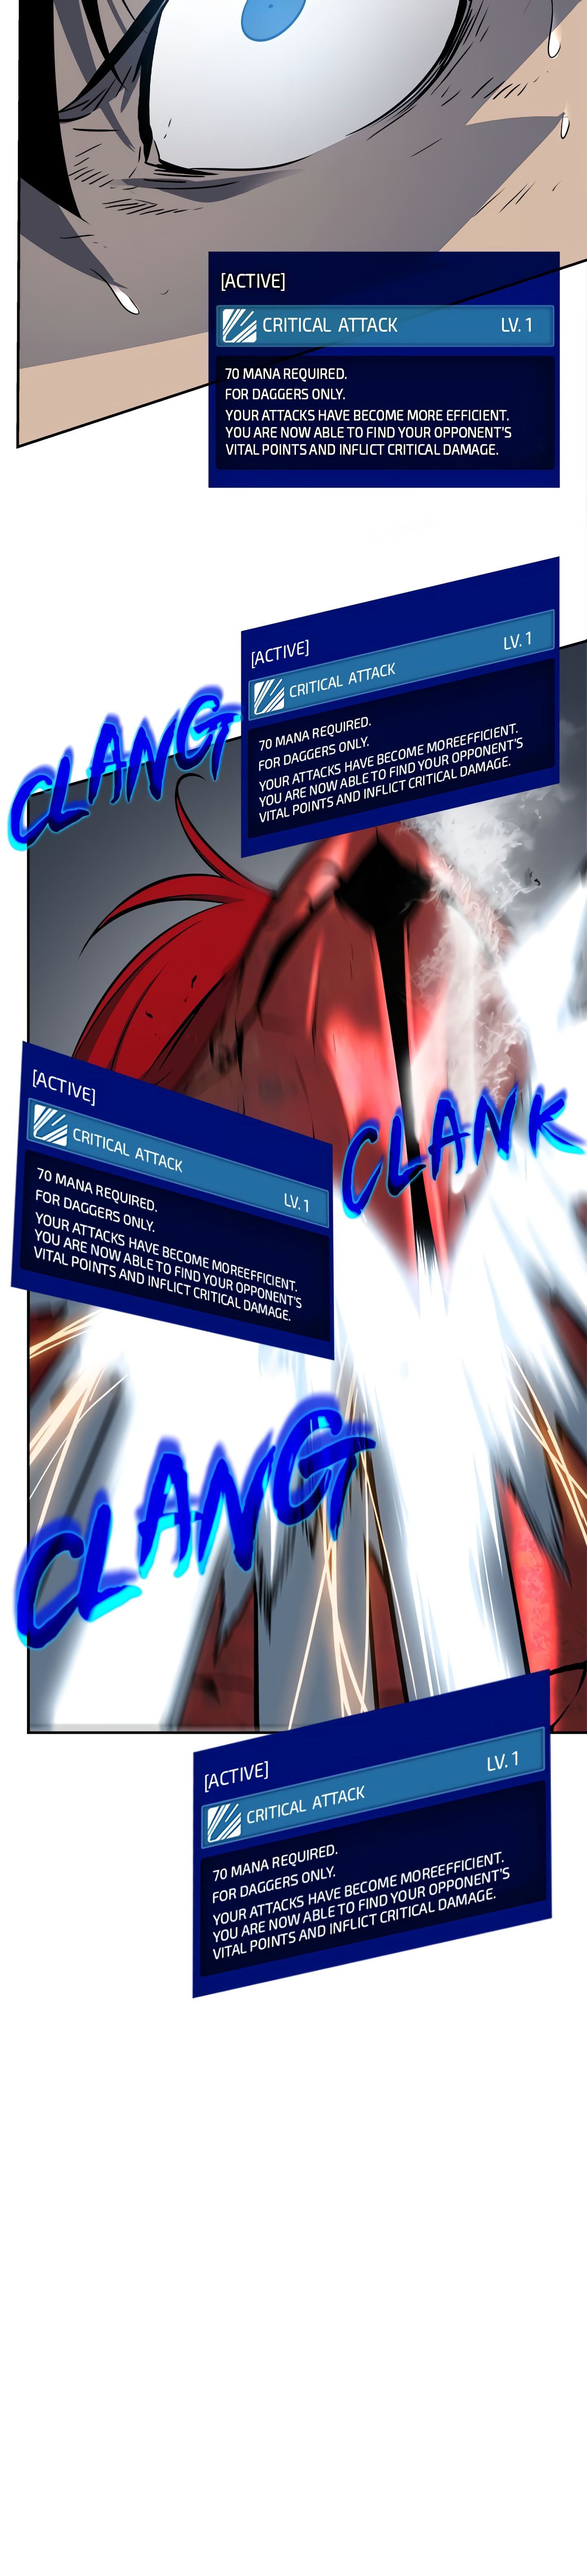 [ACTIVE]
CRITICAL ATTACK LV. 1
70 MANA REQUIRED.
FOR DAGGERS ONLY.
YOUR ATTACKS HAVE BECOME MORE EFFICIENT.
YOU ARE NOW ABLE TO FIND YOUR OPPONENT'S
VITAL POINTS AND INFLICT CRITICAL DAMAGE.
[ACTIVE]
CRITICAL ATTACK LV. 1
70 MANA REQUIRED.
FOR DAGGERS ONLY.
YOUR ATTACKS HAVE BECOME MOREEFFICIENT.
YOU ARE NOW ABLE TO FIND YOUR OPPONENT'S
VITAL POINTS AND INFLICT CRITICAL DAMAGE.
CLANG
[ACTIVE]
CRITICAL ATTACK LV. 1
70 MANA REQUIRED.
FOR DAGGERS ONLY.
YOUR ATTACKS HAVE BECOME MOREEFFICIENT.
YOU ARE NOW ABLE TO FIND YOUR OPPONENT'S
VITAL POINTS AND INFLICT CRITICAL DAMAGE.
CLANK
CLANG
[ACTIVE]
CRITICAL ATTACK LV. 1
70 MANA REQUIRED.
FOR DAGGERS ONLY.
YOUR ATTACKS HAVE BECOME MOREEFFICIENT.
YOU ARE NOW ABLE TO FIND YOUR OPPONENT'S
VITAL POINTS AND INFLICT CRITICAL DAMAGE.